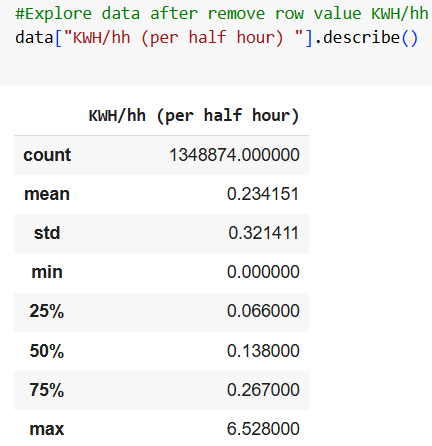 #Explore data after remove row value KWH/hh
data["KWH/hh (per half hour) "].describe()
KWH/hh (per half hour)
count 1348874.000000
mean 0.234151
std 0.321411
min 0.000000
25% 0.066000
50% 0.138000
75% 0.267000
max 6.528000